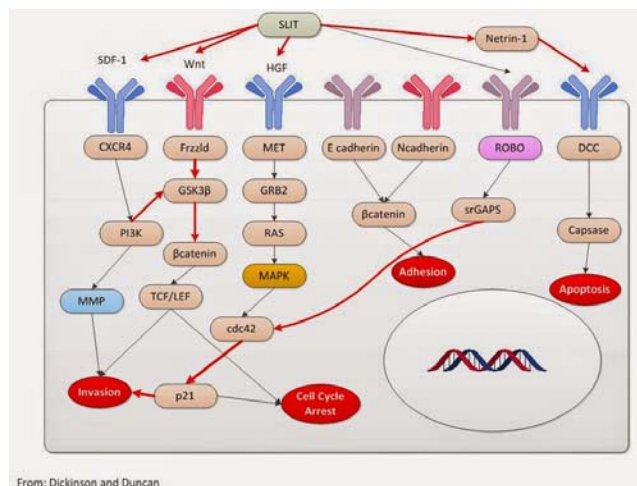 SLIT
Netrin-1
SDF-1
Wnt
HGF
CXCR4
Frzzld
MET
E cadherin
Ncadherin
ROBO
DCC
GSK3β
GRB2
βcatenin
srGAPS
PI3K
RAS
Capsase
βcatenin
Adhesion
MAPK
Apoptosis
MMP
TCF/LEF
cdc42
Invasion
p21
Cell Cycle
Arrest
From: Dickinson and Duncan